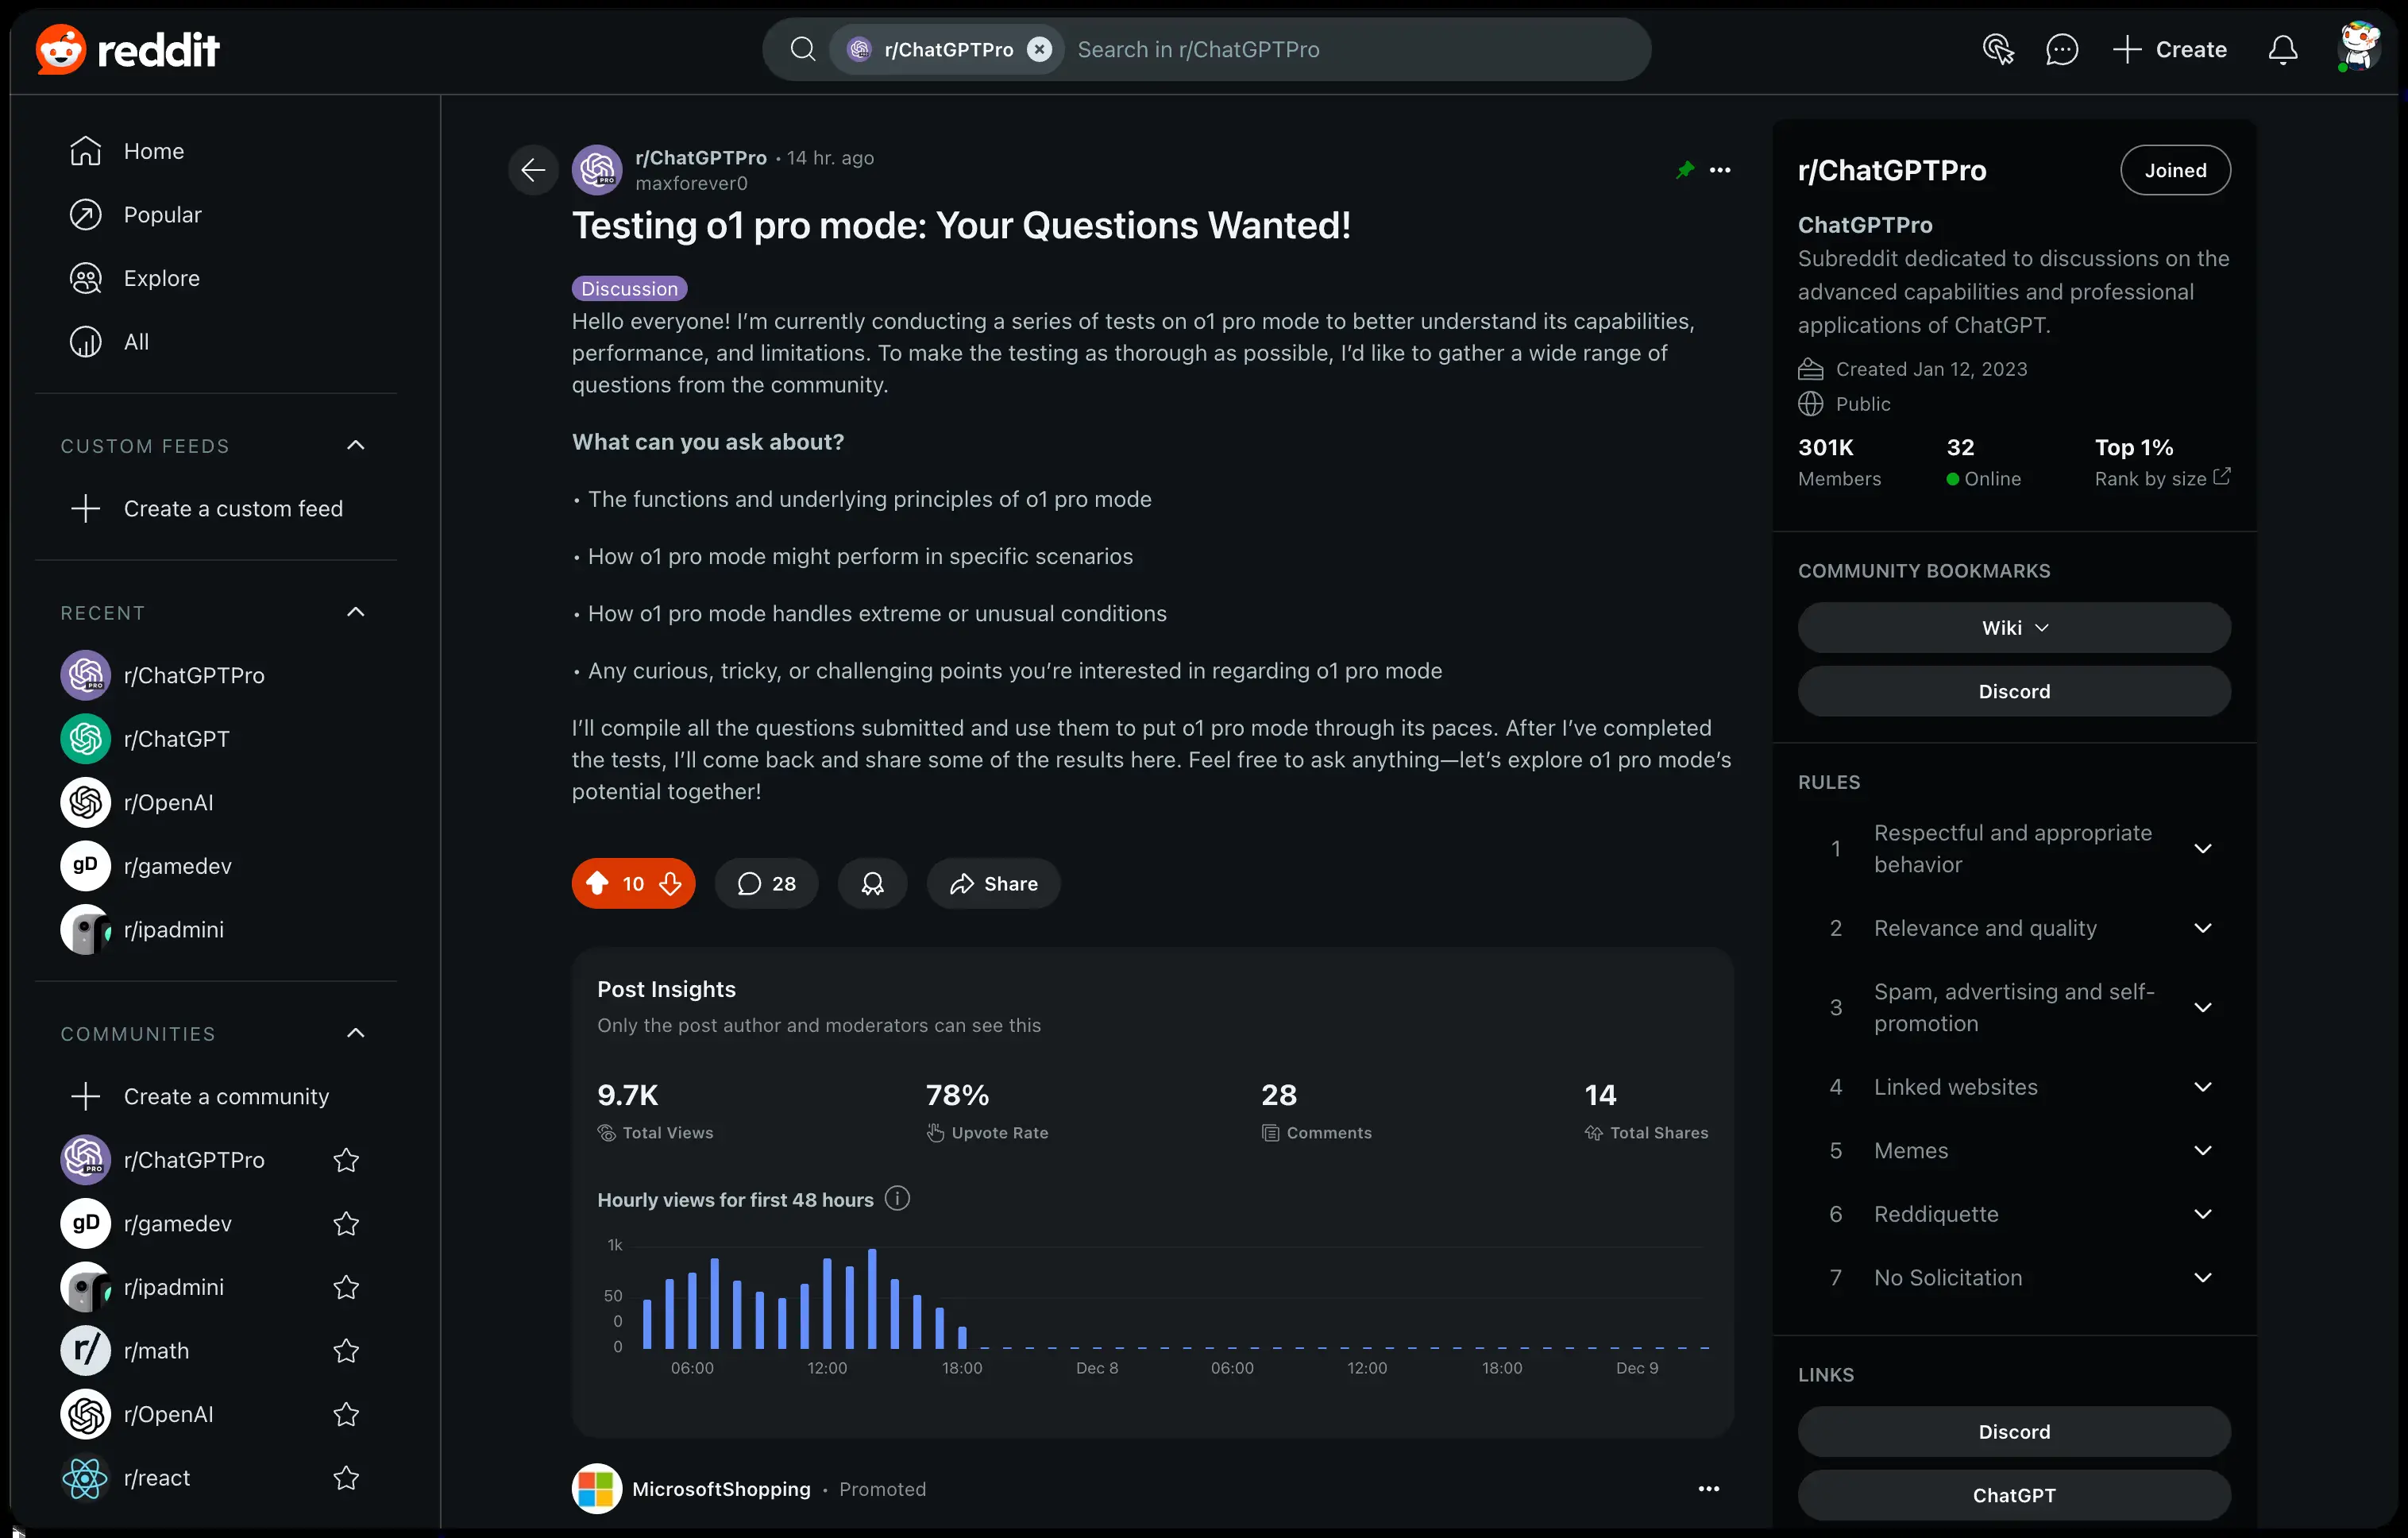 reddit
r/ChatGPTPro Search in r/ChatGPTPro
Create
Home
Popular
Explore
All
CUSTOM FEEDS
Create a custom feed
RECENT
r/ChatGPTPro
r/ChatGPT
r/OpenAI
gD r/gamedev
r/ipadmini
COMMUNITIES
Create a community
r/ChatGPTPro
gD r/gamedev
r/ipadmini
r/ r/math
r/OpenAI
r/react
r/ChatGPTPro • 14 hr. ago
maxforever0
Testing o1 pro mode: Your Questions Wanted!
Discussion
Hello everyone! I’m currently conducting a series of tests on o1 pro mode to better understand its capabilities,
performance, and limitations. To make the testing as thorough as possible, I’d like to gather a wide range of
questions from the community.
What can you ask about?
• The functions and underlying principles of o1 pro mode
• How o1 pro mode might perform in specific scenarios
• How o1 pro mode handles extreme or unusual conditions
• Any curious, tricky, or challenging points you’re interested in regarding o1 pro mode
I’ll compile all the questions submitted and use them to put o1 pro mode through its paces. After I’ve completed
the tests, I’ll come back and share some of the results here. Feel free to ask anything—let’s explore o1 pro mode’s
potential together!
10 28 Share
Post Insights
Only the post author and moderators can see this
9.7K 78% 28 14
Total Views Upvote Rate Comments Total Shares
Hourly views for first 48 hours
1k
50
0
0
06:00 12:00 18:00 Dec 8 06:00 12:00 18:00 Dec 9
MicrosoftShopping • Promoted
r/ChatGPTPro Joined
ChatGPTPro
Subreddit dedicated to discussions on the
advanced capabilities and professional
applications of ChatGPT.
Created Jan 12, 2023
Public
301K 32 Top 1%
Members Online Rank by size
COMMUNITY BOOKMARKS
Wiki
Discord
RULES
1 Respectful and appropriate
behavior
2 Relevance and quality
3 Spam, advertising and self-
promotion
4 Linked websites
5 Memes
6 Reddiquette
7 No Solicitation
LINKS
Discord
ChatGPT